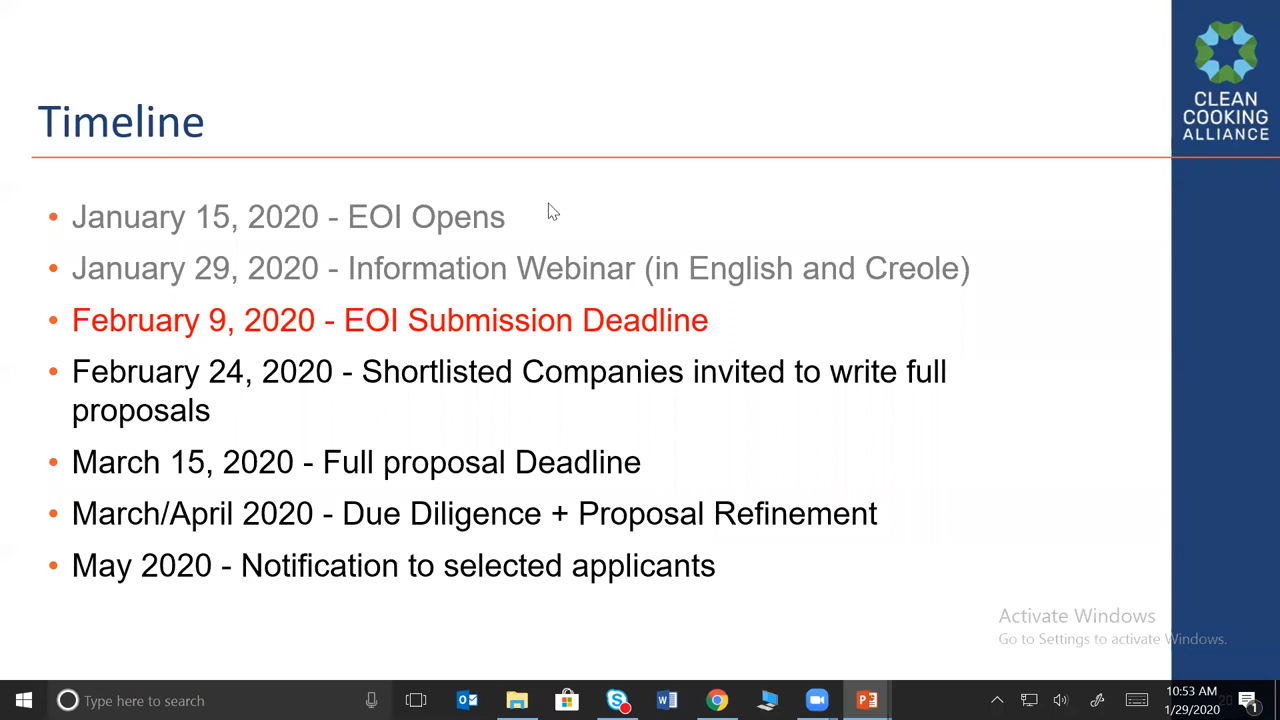 CLEAN
COOKING
ALLIANCE
Timeline
• January 15, 2020 - EOI Opens
• January 29, 2020 - Information Webinar (in English and Creole)
• February 9, 2020 - EOI Submission Deadline
• February 24, 2020 - Shortlisted Companies invited to write full
proposals
• March 15, 2020 - Full proposal Deadline
• March/April 2020 - Due Diligence + Proposal Refinement
• May 2020 - Notification to selected applicants
Activate Windows
Go to Settings to activate Windows.
Type here to search
10:53 AM
1/29/2020
20
1